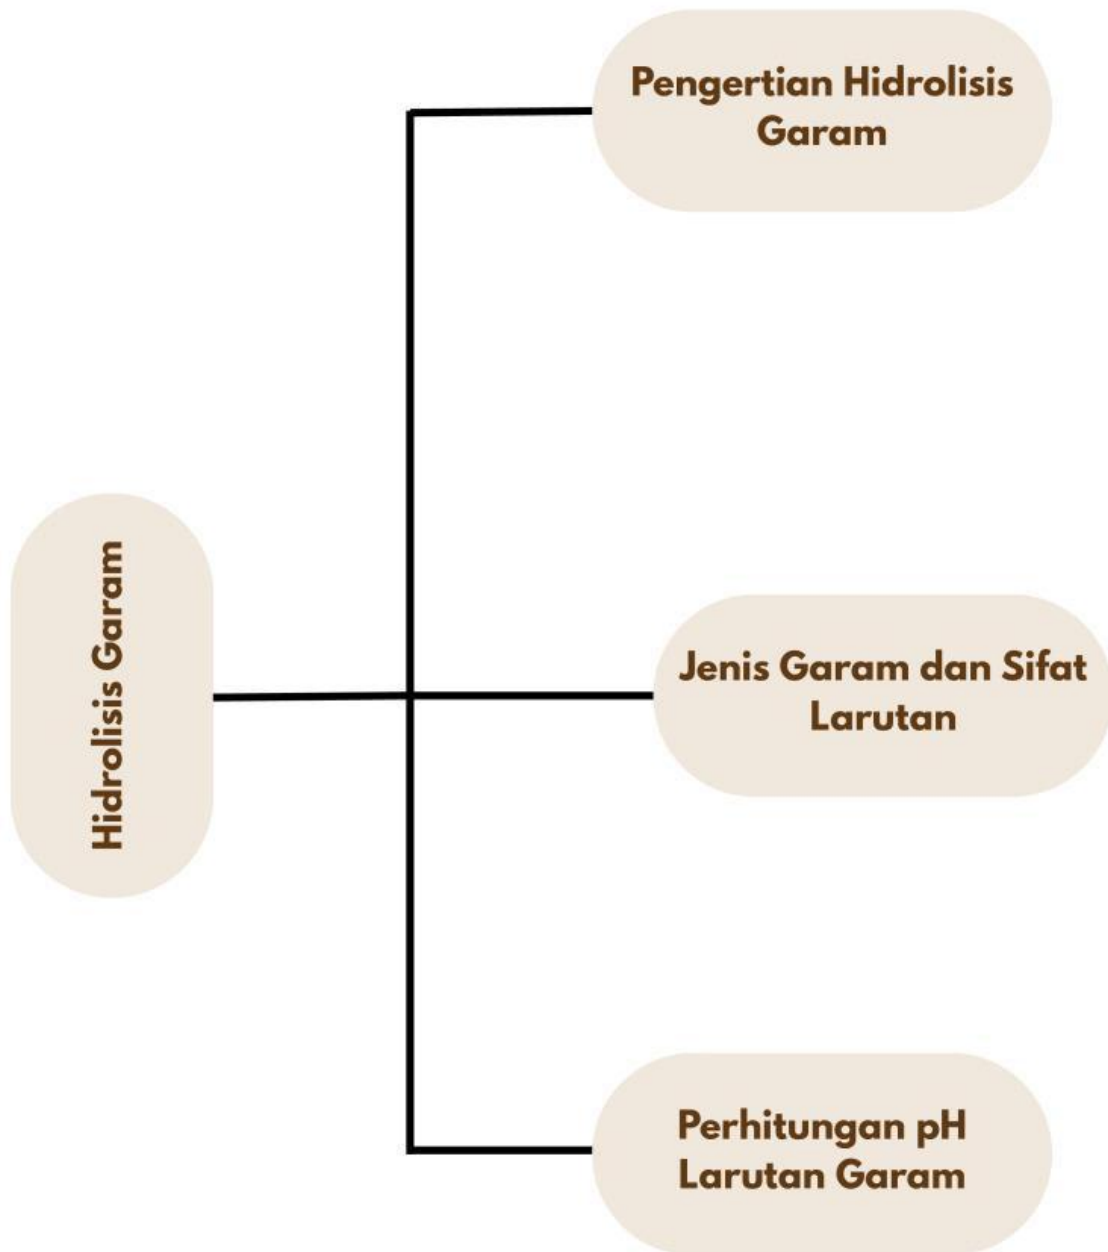 Pengertian Hidrolisis
Garam
Hidrolisis Garam
Jenis Garam dan Sifat
Larutan
Perhitungan pH
Larutan Garam